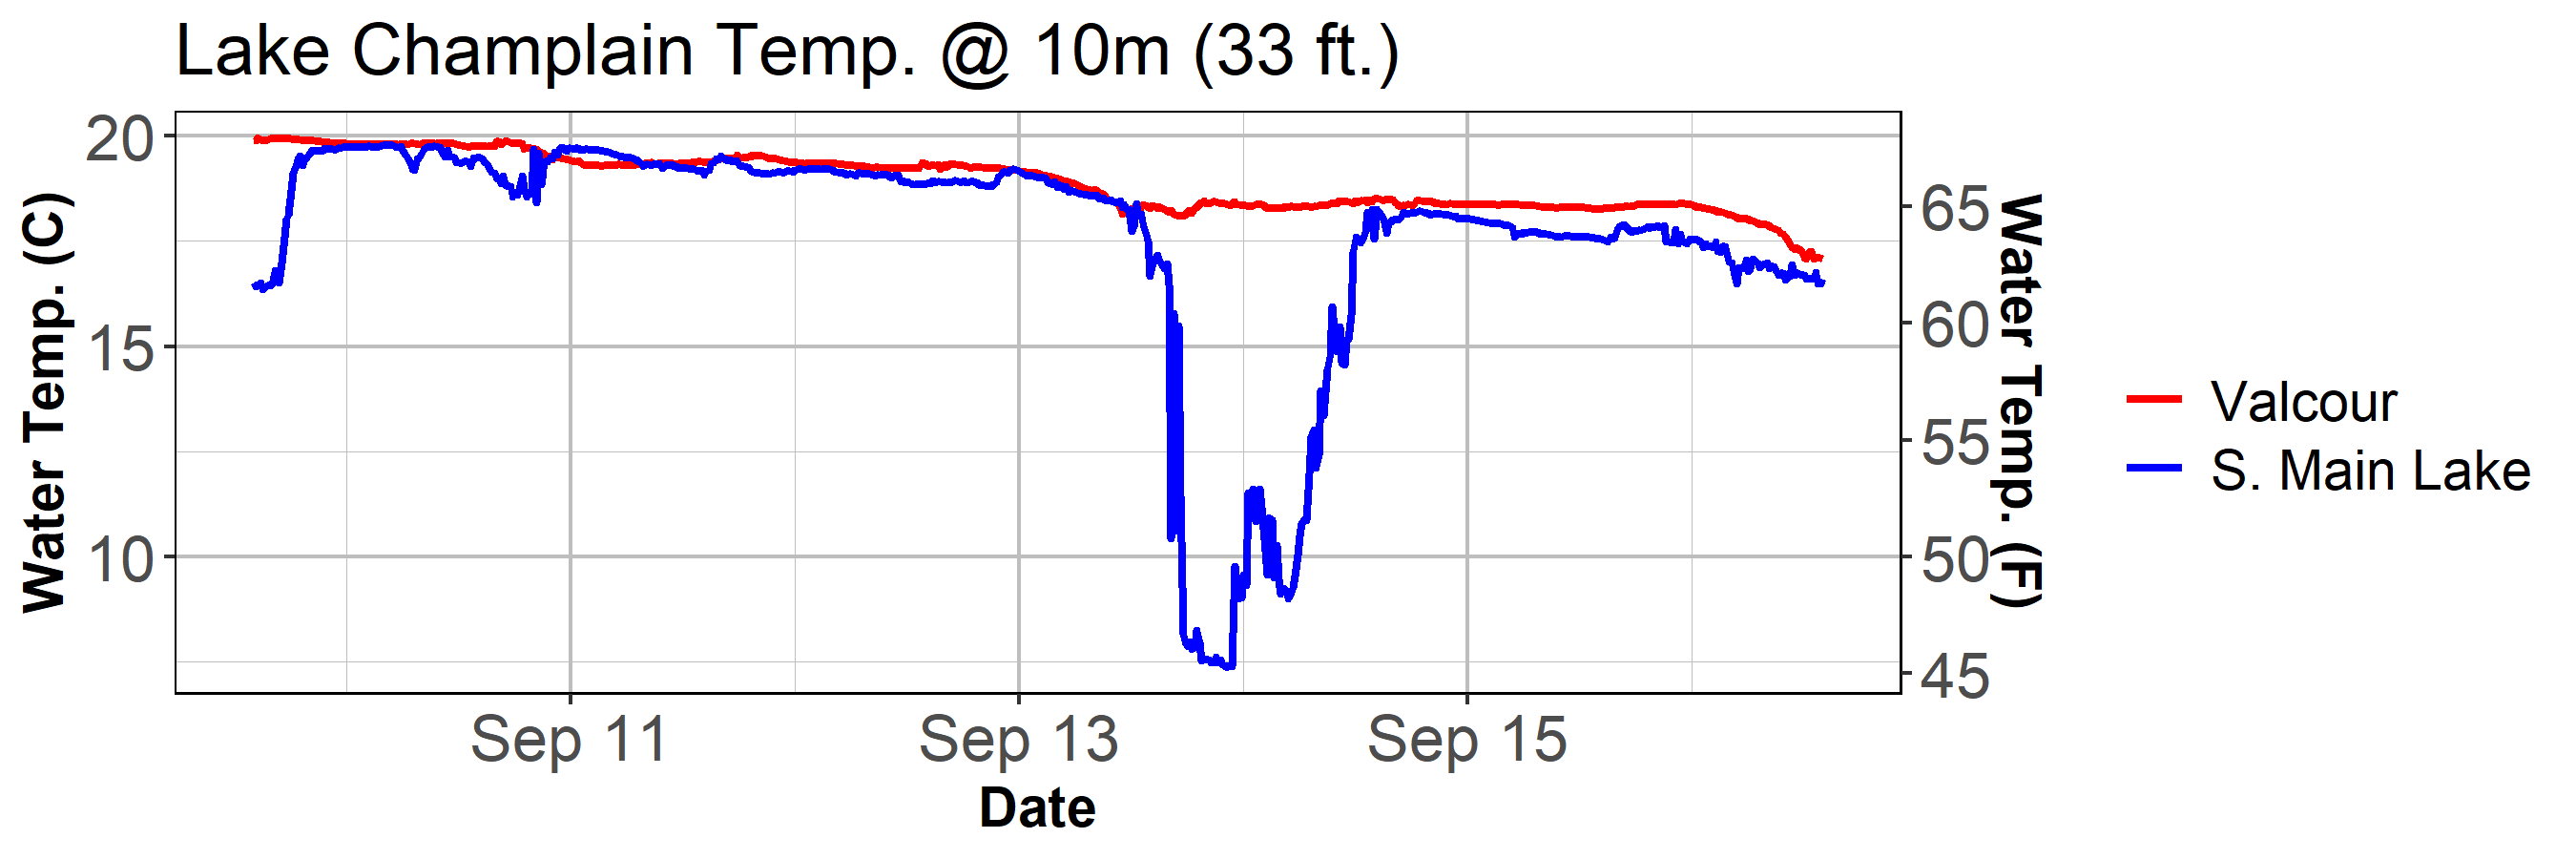 Lake Champlain Temp. @ 10m (33 ft.)
Water Temp. (C)
20
15
10
65
60
55
50
45
Water Temp. (F)
Sep 11
Sep 13
Sep 15
Date
Valcour
S. Main Lake